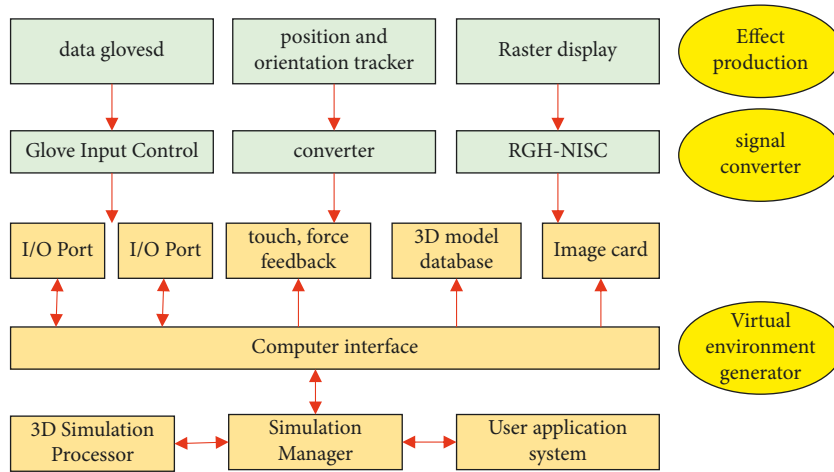 data glovesd
position and
orientation tracker
Raster display
Effect
production
Glove Input Control
converter
RGH-NISC
signal
converter
I/O Port
I/O Port
touch, force
feedback
3D model
database
Image card
Computer interface
Virtual
environment
generator
3D Simulation
Processor
Simulation
Manager
User application
system